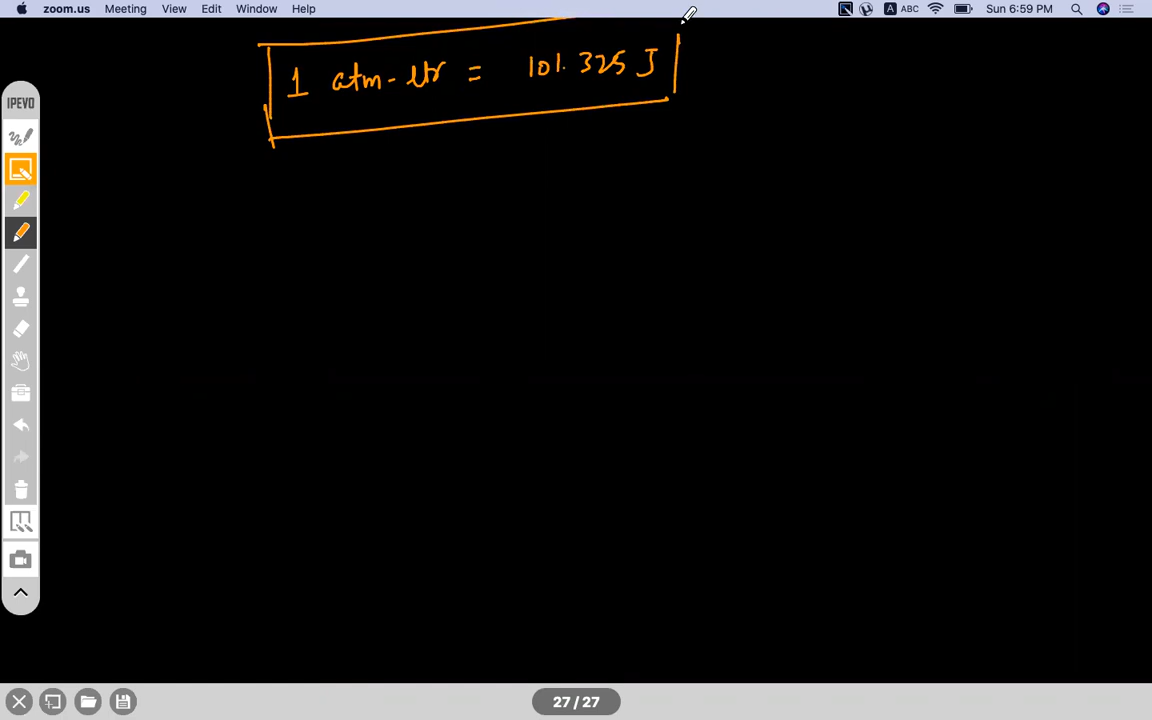 zoom.us Meeting View Edit Window Help A ABC Sun 6:59 PM
1 atm-ltr = 101.325 J
IPEVO
27/27